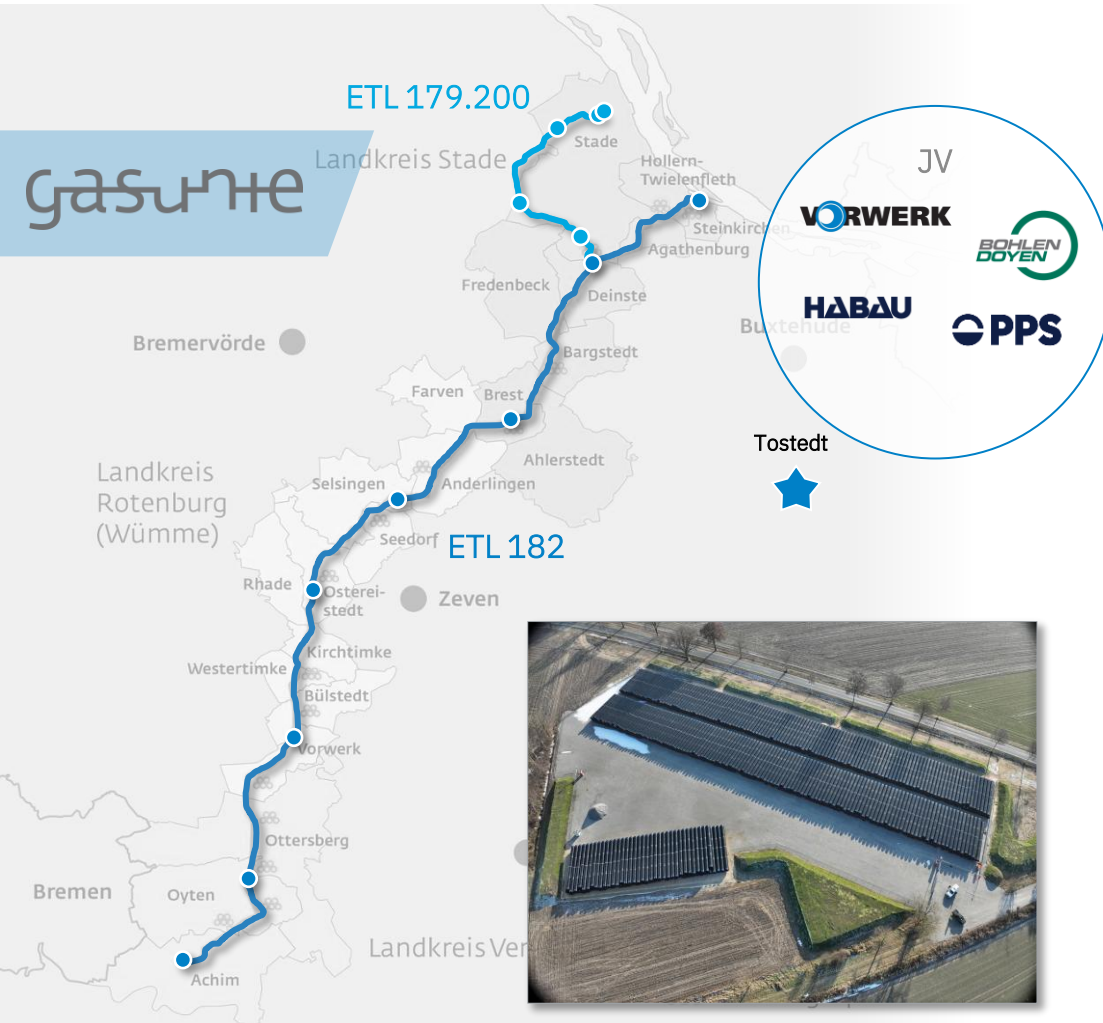 ETL 179.200
gasunie
Landkreis Stade
Stade
Hollern-
Twielenfleth
Steinkirchen
Agathenburg
Fredenbeck
Deinste
JV
VORWERK
BOHLEN
DOYEN
HABAU
PPS
Buxtehude
Bremervörde
Bargstedt
Farven
Brest
Tostedt
Ahlerstedt
Landkreis
Rotenburg
(Wümme)
Selsingen
Anderlingen
Seedorf
ETL 182
Rhade
Osterei-
stedt
Zeven
Kirchtimke
Westertimke
Bülstedt
Vorwerk
Ottersberg
Bremen
Oyten
Landkreis Ver
Achim